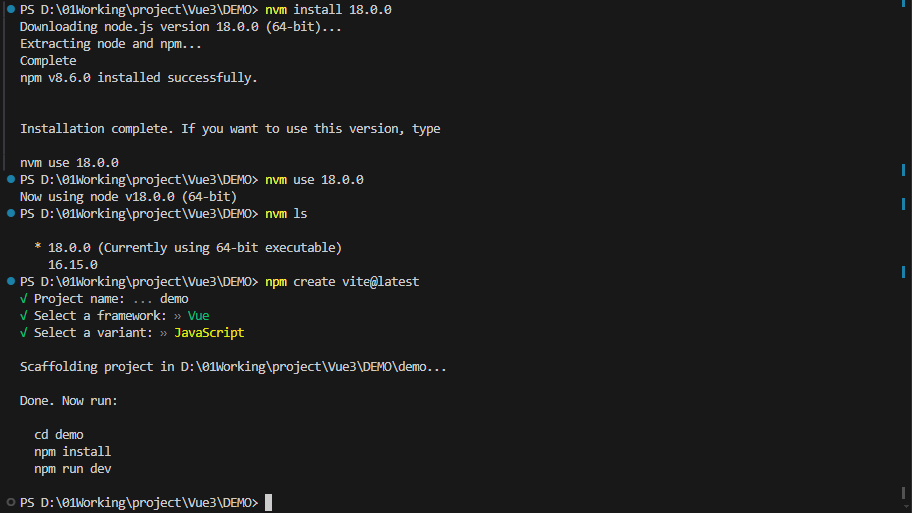 PS D:\01Working\project\Vue3\DEMO> nvm install 18.0.0
Downloading node.js version 18.0.0 (64-bit)...
Extracting node and npm...
Complete
npm v8.6.0 installed successfully.
Installation complete. If you want to use this version, type
nvm use 18.0.0
PS D:\01Working\project\Vue3\DEMO> nvm use 18.0.0
Now using node v18.0.0 (64-bit)
PS D:\01Working\project\Vue3\DEMO> nvm ls
* 18.0.0 (Currently using 64-bit executable)
16.15.0
PS D:\01Working\project\Vue3\DEMO> npm create vite@latest
√ Project name: ... demo
√ Select a framework: » Vue
√ Select a variant: » JavaScript
Scaffolding project in D:\01Working\project\Vue3\DEMO\demo...
Done. Now run:
cd demo
npm install
npm run dev
PS D:\01Working\project\Vue3\DEMO>